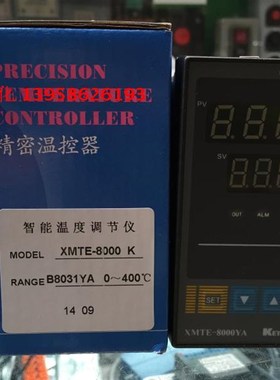 PRECISION
TEMPERATURE
CONTROLLER
精密温控器
智能温度调节仪
MODEL XMTE-8000 K
RANGE B8031YA 0～400℃
14 09
PV
SV
OUT ALM
SET
XMTE-8000YA